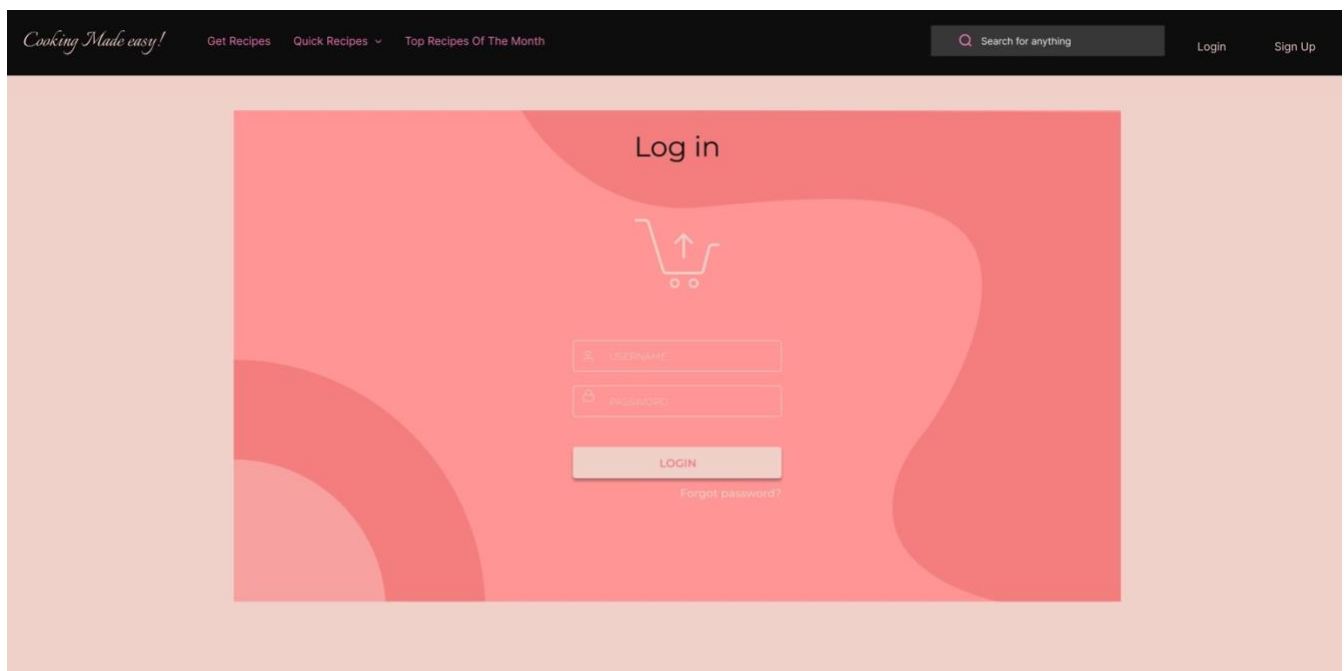 Cooking Made easy!
Get Recipes
Quick Recipes
Top Recipes Of The Month
Search for anything
Login
Sign Up
Log in
USERNAME
PASSWORD
LOGIN
Forgot password?